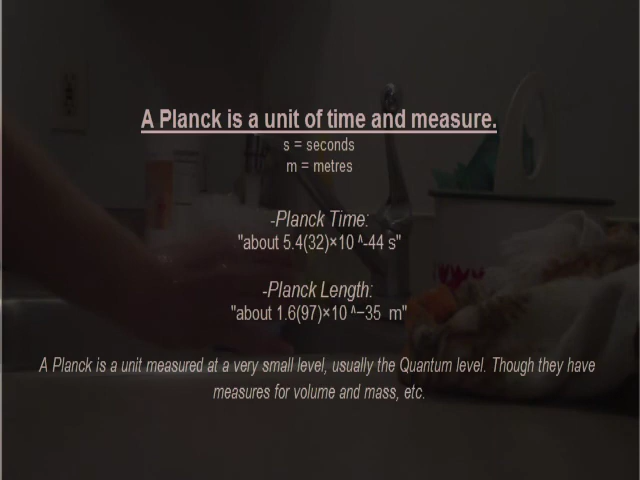 A Planck is a unit of time and measure.
s = seconds
m = metres
-Planck Time:
"about 5.4(32)×10 ^-44 s"
-Planck Length:
"about 1.6(97)×10 ^−35  m"
A Planck is a unit measured at a very small level, usually the Quantum level. Though they have
measures for volume and mass, etc.